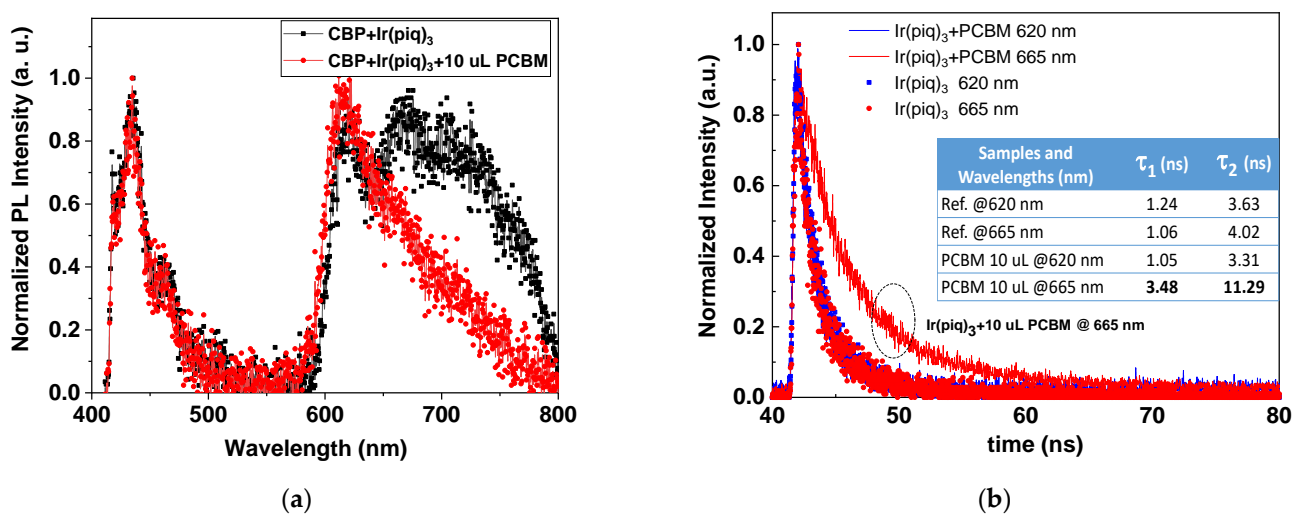 CBP+Ir(piq)3
CBP+Ir(piq)3+10 uL PCBM
Normalized PL Intensity (a. u.)
1.0
0.8
0.6
0.4
0.2
0.0
400 500 600 700 800
Wavelength (nm)
(a)
Ir(piq)3+PCBM 620 nm
Ir(piq)3+PCBM 665 nm
Ir(piq)3 620 nm
Ir(piq)3 665 nm
Normalized Intensity (a.u.)
1.0
0.8
0.6
0.4
0.2
0.0
Samples and Wavelengths (nm) τ1 (ns) τ2 (ns)
Ref. @620 nm 1.24 3.63
Ref. @665 nm 1.06 4.02
PCBM 10 uL @620 nm 1.05 3.31
PCBM 10 uL @665 nm 3.48 11.29
Ir(piq)3+10 uL PCBM @ 665 nm
40 50 60 70 80
time (ns)
(b)